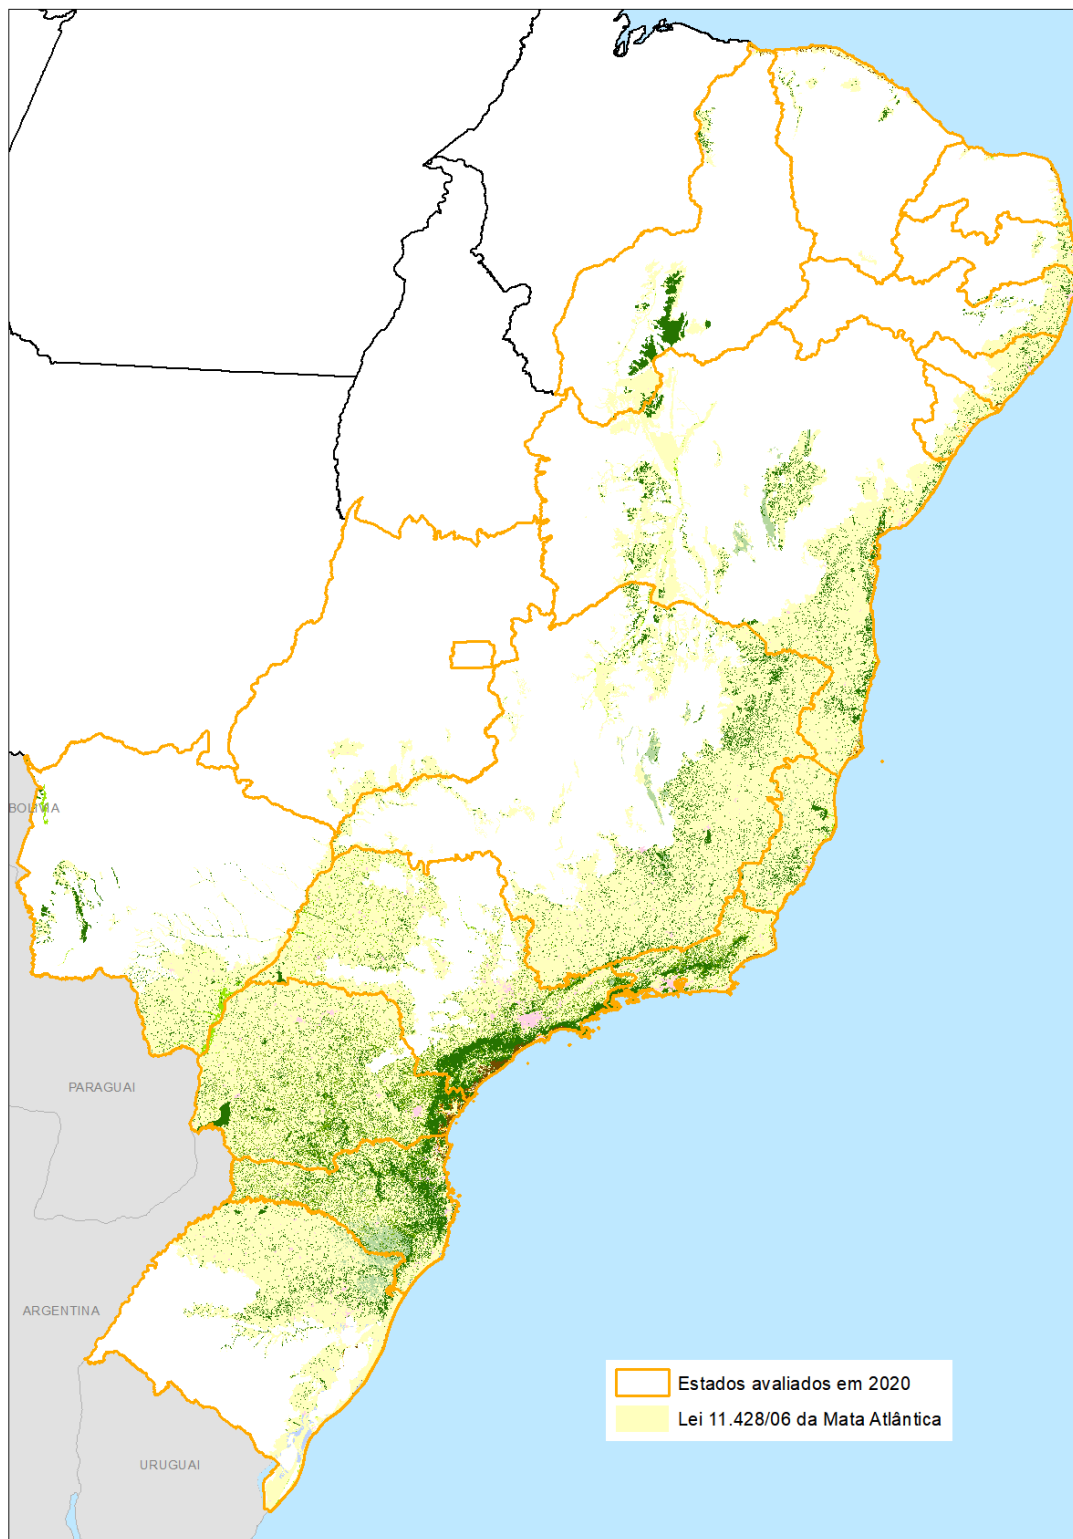 BOLIVIA
PARAGUAI
ARGENTINA
URUGUAI
Estados avaliados em 2020
Lei 11.428/06 da Mata Atlântica